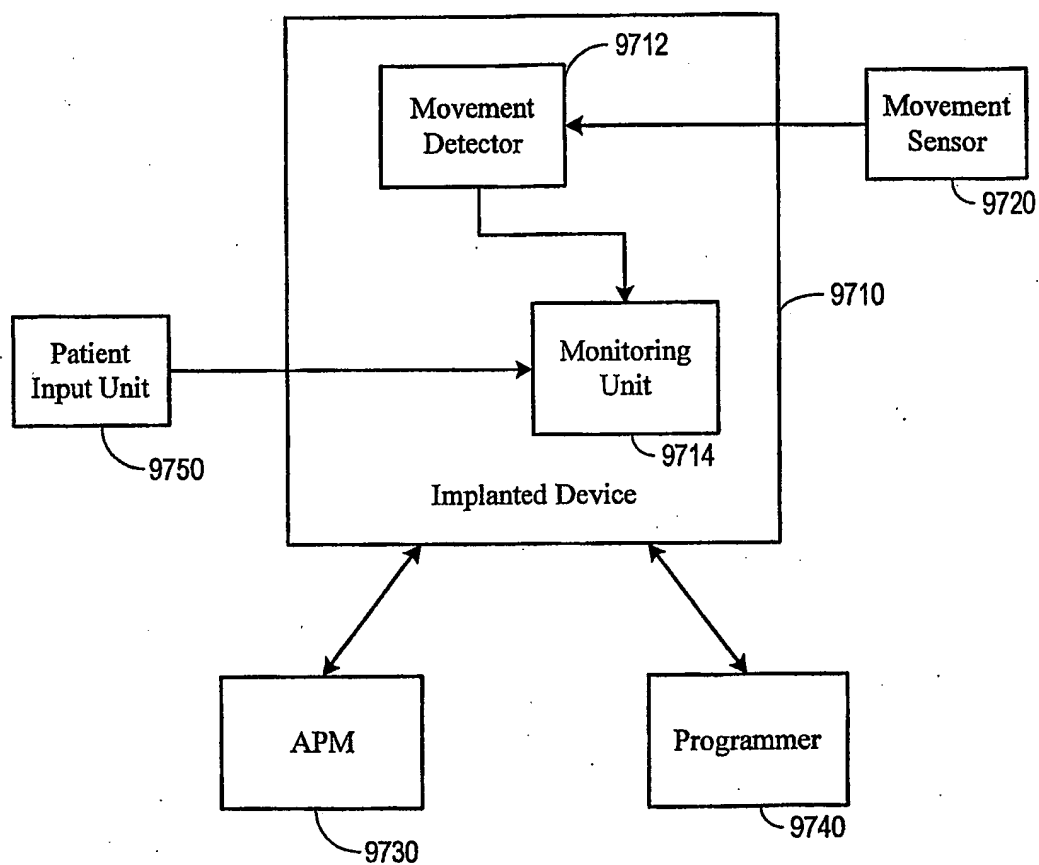 9712
Movement
Detector
Movement
Sensor
9720
9710
Patient
Input Unit
9750
Monitoring
Unit
9714
Implanted Device
APM
9730
Programmer
9740